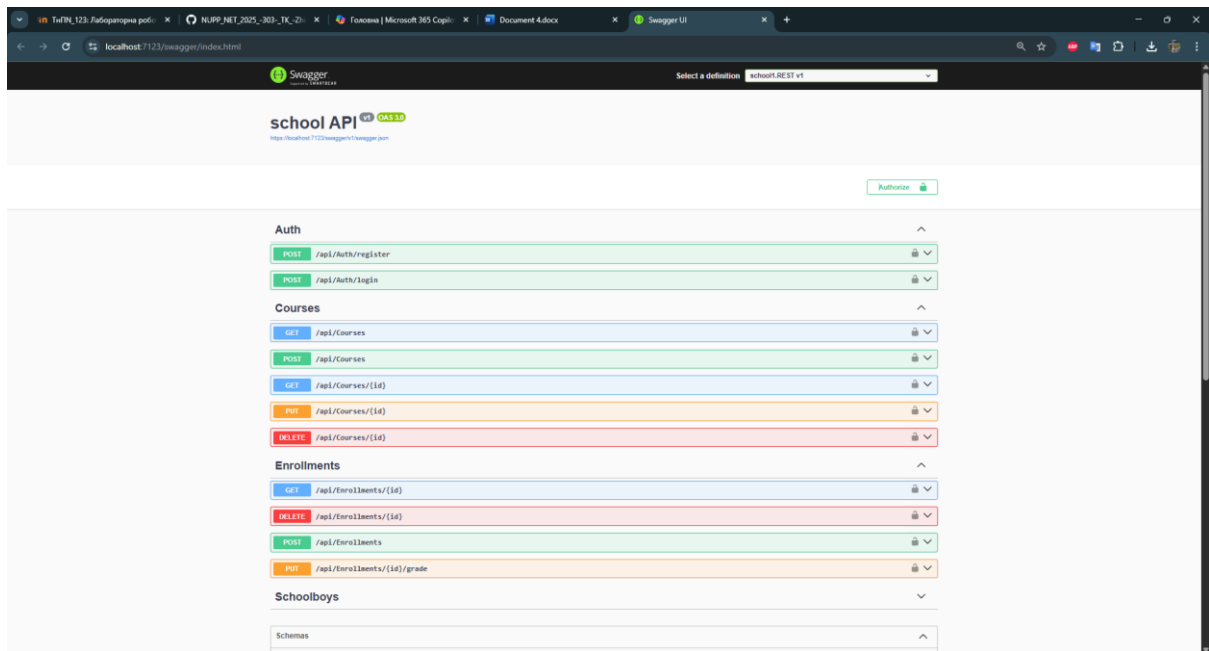 ТнПN_123: Лабораторна робо
NUPP_NET_2025_-303-_TK_-Zh
Головна | Microsoft 365 Copilo
Document 4.docx
Swagger UI
localhost:7123/swagger/index.html
Swagger
Supported by SMARTBEAR
Select a definition
school1.REST v1
school API v1 OAS 3.0
https://localhost:7123/swagger/v1/swagger.json
Authorize
Auth
POST /api/Auth/register
POST /api/Auth/login
Courses
GET /api/Courses
POST /api/Courses
GET /api/Courses/{id}
PUT /api/Courses/{id}
DELETE /api/Courses/{id}
Enrollments
GET /api/Enrollments/{id}
DELETE /api/Enrollments/{id}
POST /api/Enrollments
PUT /api/Enrollments/{id}/grade
Schoolboys
Schemas